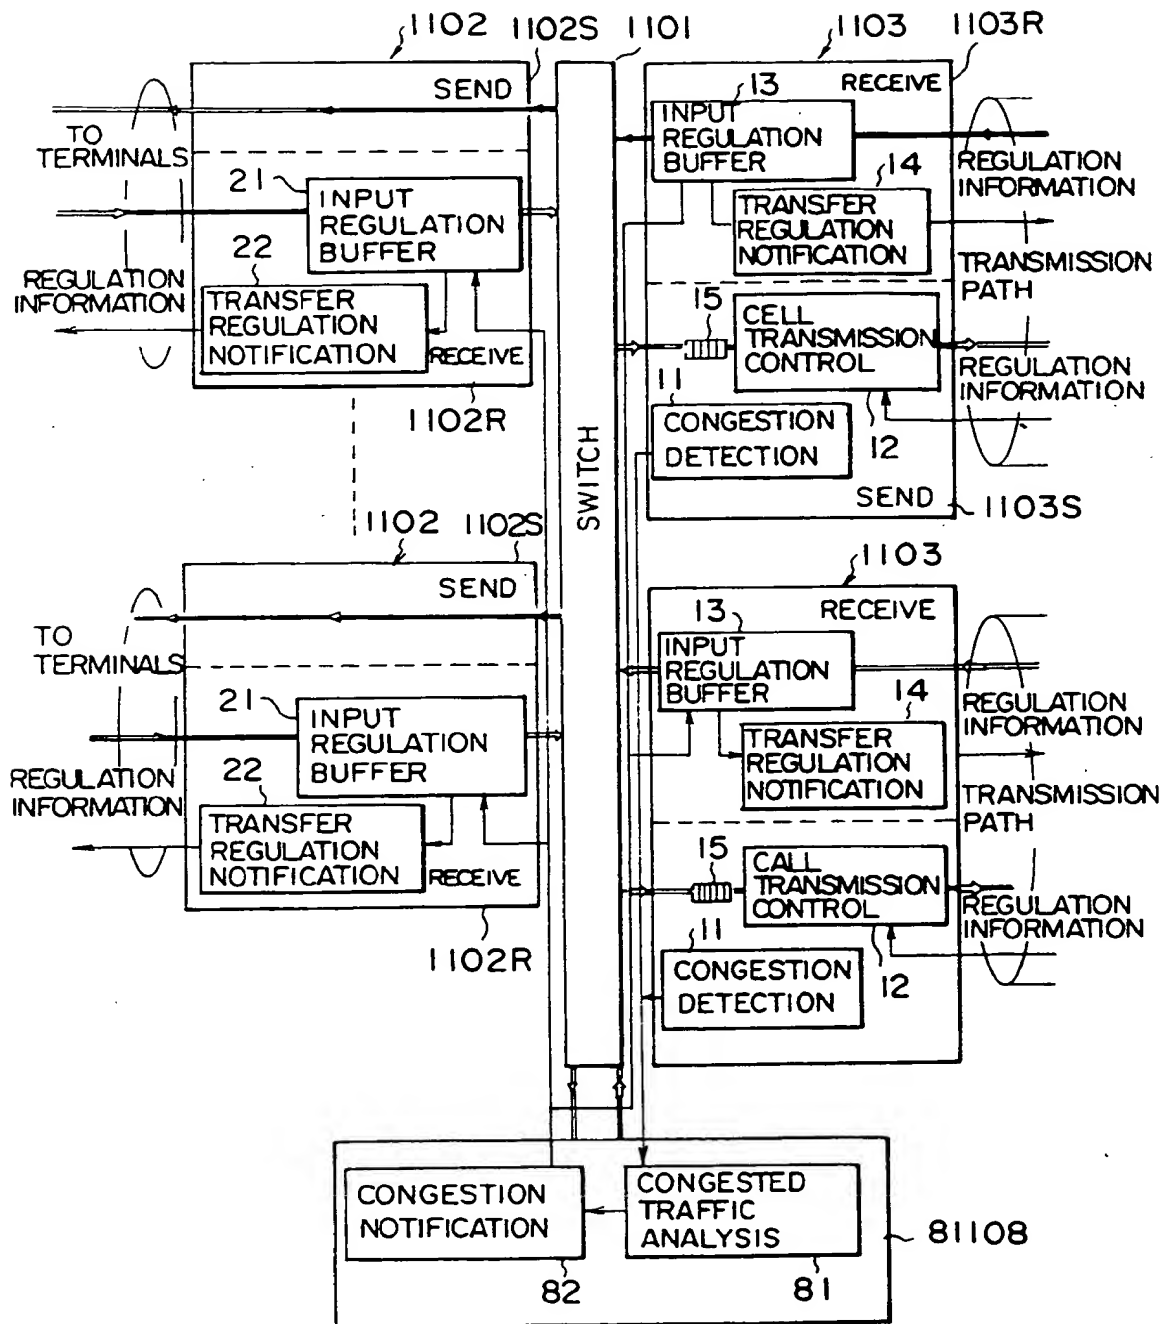 1102
1102S
1101
1103
1103R
SEND
RECEIVE
13
INPUT
REGULATION
BUFFER
TO
TERMINALS
REGULATION
INFORMATION
21
INPUT
REGULATION
BUFFER
14
TRANSFER
REGULATION
NOTIFICATION
22
REGULATION
INFORMATION
TRANSFER
REGULATION
NOTIFICATION
RECEIVE
TRANSMISSION
PATH
15
CELL
TRANSMISSION
CONTROL
REGULATION
INFORMATION
1102R
11
CONGESTION
DETECTION
12
SEND
1103S
SWITCH
1102
1102S
SEND
1103
RECEIVE
13
INPUT
REGULATION
BUFFER
TO
TERMINALS
REGULATION
INFORMATION
21
INPUT
REGULATION
BUFFER
14
TRANSFER
REGULATION
NOTIFICATION
22
REGULATION
INFORMATION
TRANSFER
REGULATION
NOTIFICATION
RECEIVE
TRANSMISSION
PATH
15
CALL
TRANSMISSION
CONTROL
REGULATION
INFORMATION
1102R
11
CONGESTION
DETECTION
12
CONGESTION
NOTIFICATION
CONGESTED
TRAFFIC
ANALYSIS
81108
82
81